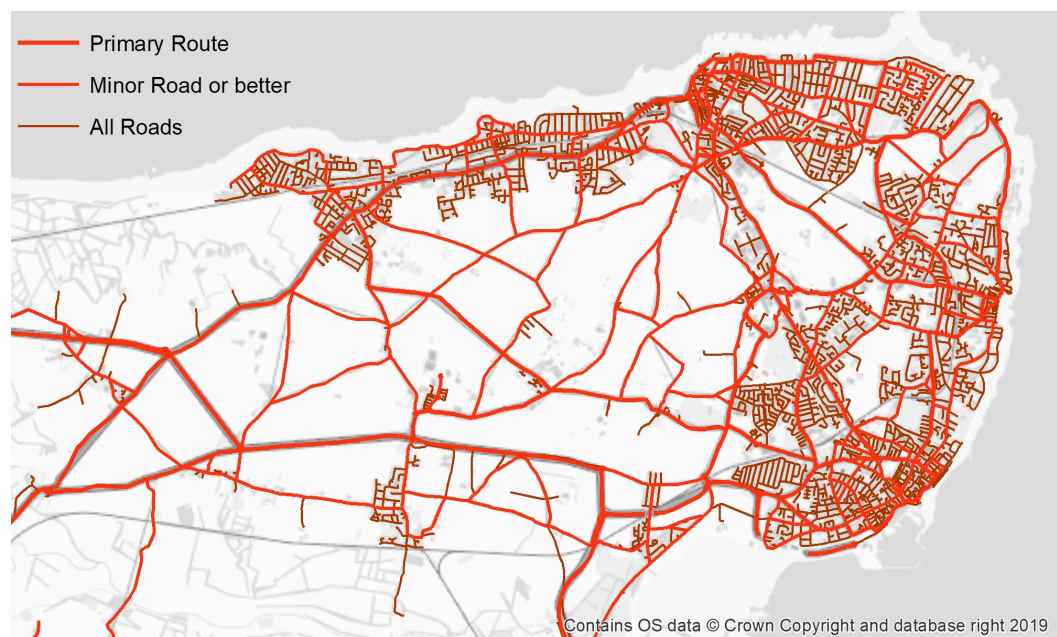 Primary Route
Minor Road or better
All Roads
Contains OS data © Crown Copyright and database right 2019